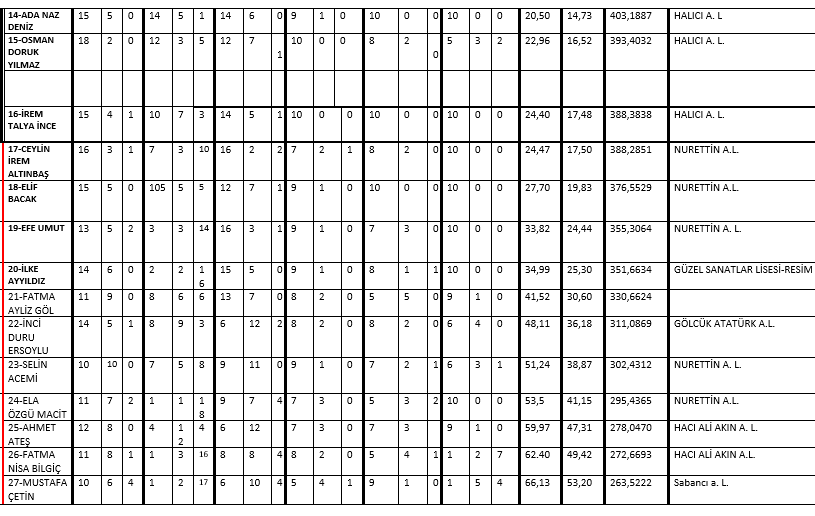 14-ADA NAZ DENİZ 15 5 0 14 5 1 14 6 0 9 1 0 10 0 0 10 0 0 20,50 14,73 403,1887 HALICI A. L
15-OSMAN DORUK YILMAZ 18 2 0 12 3 5 12 7 1 10 0 0 8 2 0 5 3 2 22,96 16,52 393,4032 HALICI A. L.
16-İREM TALYA İNCE 15 4 1 10 7 3 14 5 1 10 0 0 10 0 0 10 0 0 24,40 17,48 388,3838 HALICI A. L.
17-CEYLİN İREM ALTINBAŞ 16 3 1 7 3 10 16 2 2 7 2 1 8 2 0 10 0 0 24,47 17,50 388,2851 NURETTİN A.L.
18-ELİF BACAK 15 5 0 105 5 5 12 7 1 9 1 0 10 0 0 10 0 0 27,70 19,83 376,5529 NURETTİN A.L.
19-EFE UMUT 13 5 2 3 3 14 16 3 1 9 1 0 7 3 0 10 0 0 33,82 24,44 355,3064 NURETTİN A. L.
20-İLKE AYYILDIZ 14 6 0 2 2 16 15 5 0 9 1 0 8 1 1 10 0 0 34,99 25,30 351,6634 GÜZEL SANATLAR LİSESİ-RESİM
21-FATMA AYLİZ GÖL 11 9 0 8 6 6 13 7 0 8 2 0 5 5 0 9 1 0 41,52 30,60 330,6624
22-İNCİ DURU ERSOYLU 14 5 1 8 9 3 6 12 2 8 2 0 8 2 0 6 4 0 48,11 36,18 311,0869 GÖLCÜK ATATÜRK A.L.
23-SELİN ACEMİ 10 10 0 7 5 8 9 11 0 9 1 0 7 2 1 6 3 1 51,24 38,87 302,4312 NURETTİN A. L.
24-ELA ÖZGÜ MACİT 11 7 2 1 1 18 9 7 4 7 3 0 5 3 2 10 0 0 53,5 41,15 295,4365 NURETTİN A.L.
25-AHMET ATEŞ 12 8 0 4 12 4 6 12 7 3 0 7 3 9 1 0 59,97 47,31 278,0470 HACI ALİ AKIN A. L.
26-FATMA NİSA BİLGİÇ 11 8 1 1 3 16 8 8 4 8 2 0 5 4 1 1 2 7 62.40 49,42 272,6693 HACI ALİ AKIN A.L.
27-MUSTAFA ÇETİN 10 6 4 1 2 17 6 10 4 5 4 1 9 1 0 1 5 4 66,13 53,20 263,5222 Sabancı a. L.